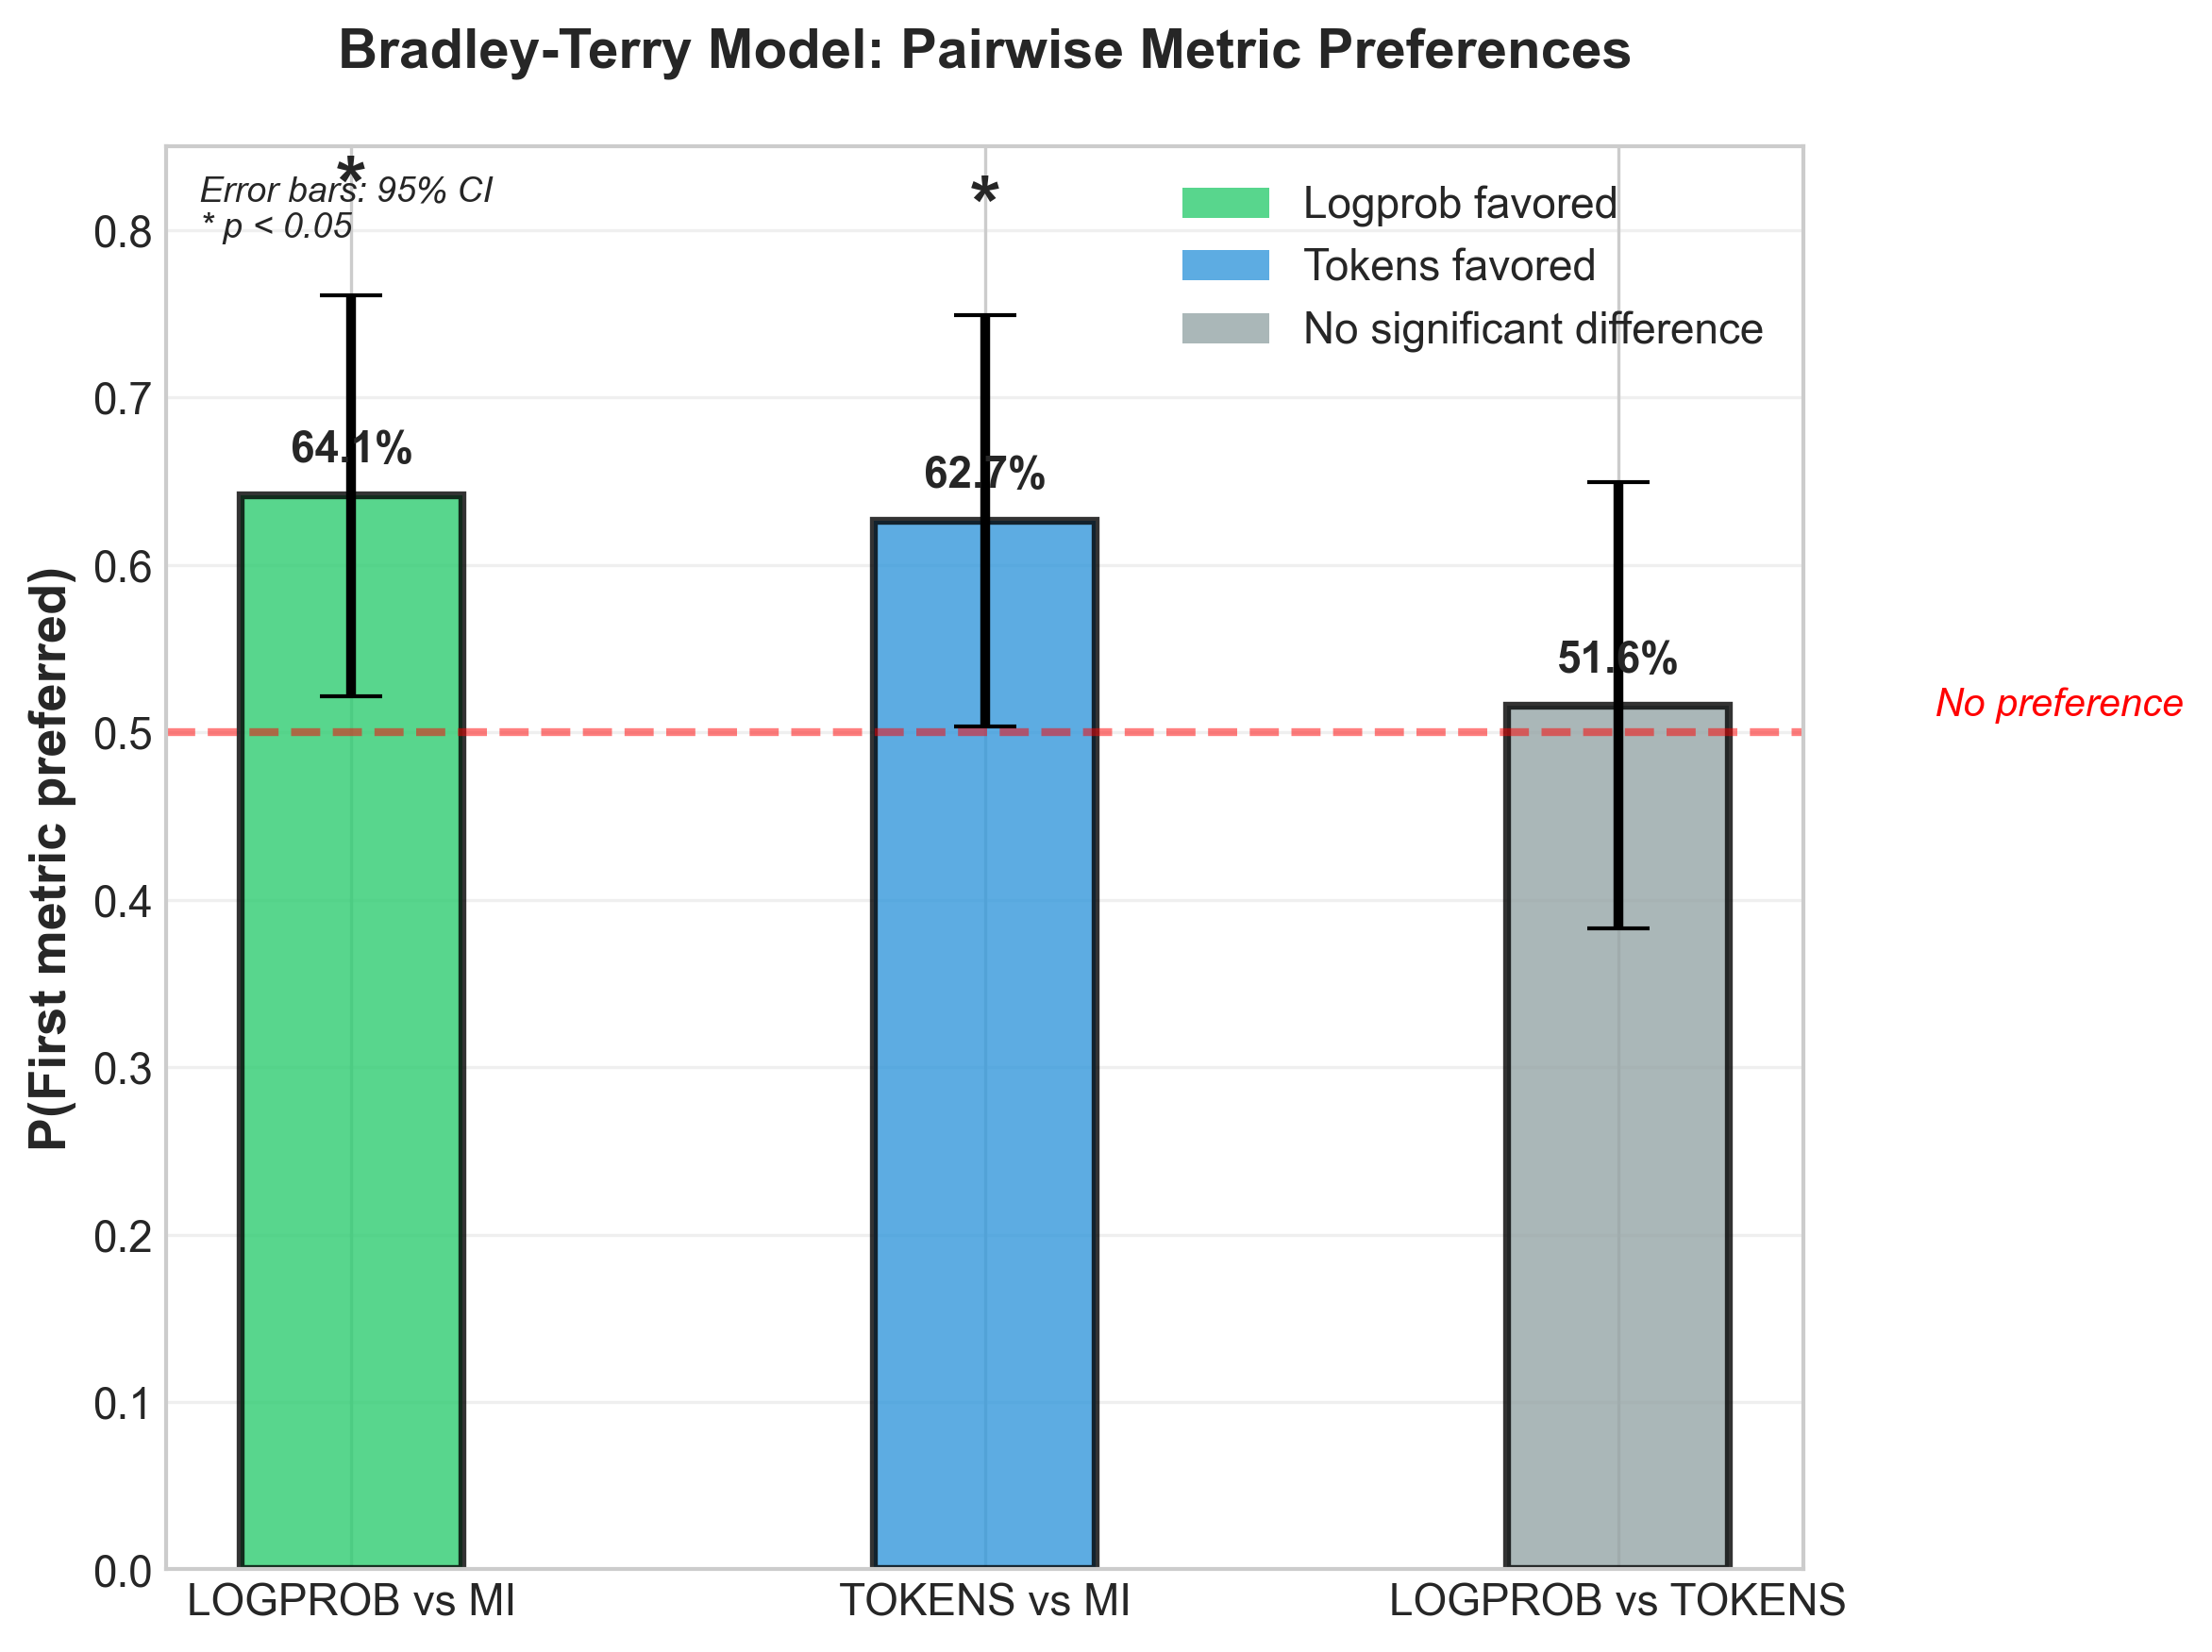 Bradley-Terry Model: Pairwise Metric Preferences
*
*
Error bars: 95% CI
* p < 0.05
Logprob favored
Tokens favored
No significant difference
P(First metric preferred)
0.8
0.7
0.6
0.5
0.4
0.3
0.2
0.1
0.0
64.1%
62.7%
51.6%
No preference
LOGPROB vs MI
TOKENS vs MI
LOGPROB vs TOKENS